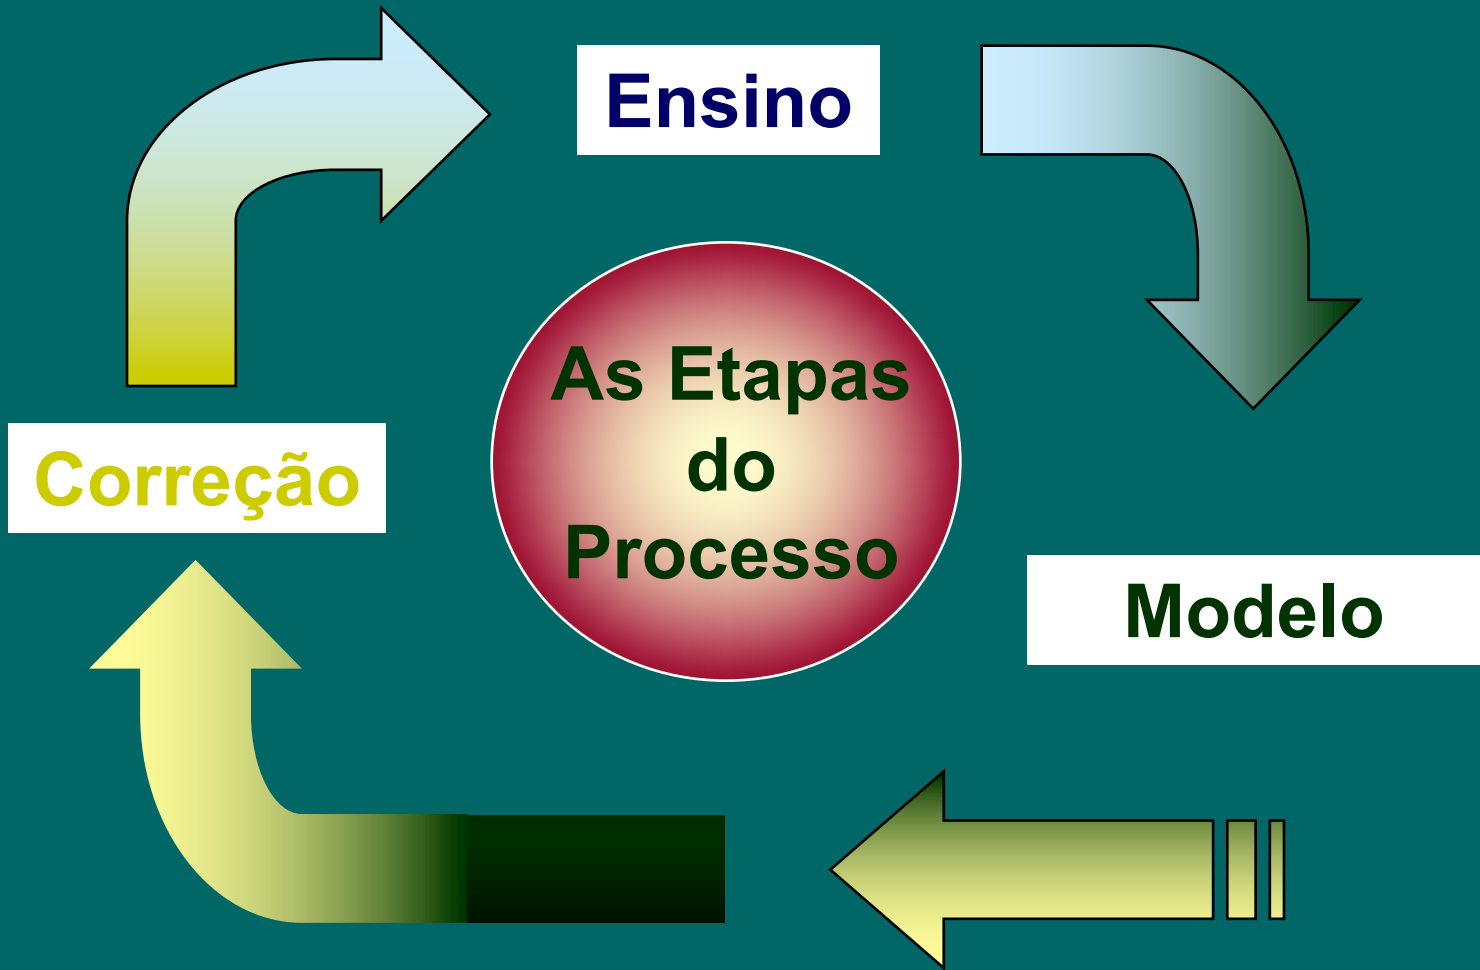 Ensino
As Etapas
do
Processo
Correção
Modelo